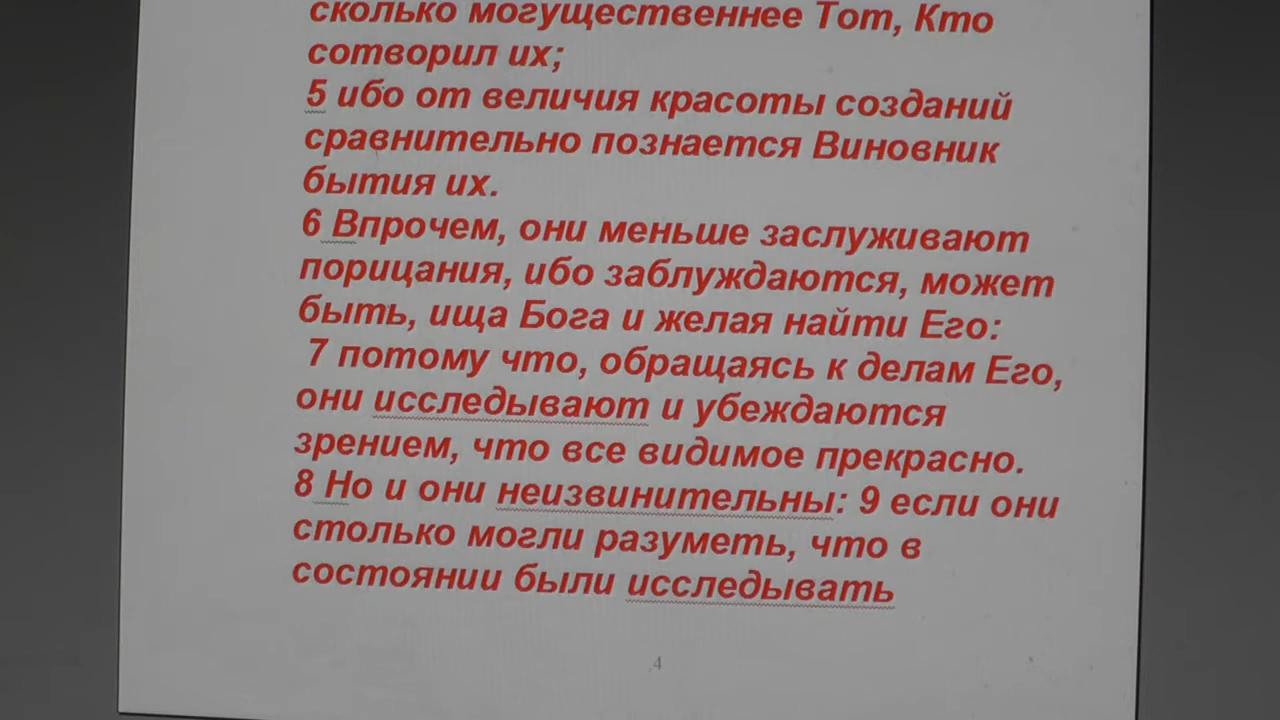 сколько могущественнее Тот, Кто
сотворил их;
5 ибо от величия красоты созданий
сравнительно познается Виновник
бытия их.
6 Впрочем, они меньше заслуживают
порицания, ибо заблуждаются, может
быть, ища Бога и желая найти Его:
7 потому что, обращаясь к делам Его,
они исследывают и убеждаются
зрением, что все видимое прекрасно.
8 Но и они неизвинительны: 9 если они
столько могли разуметь, что в
состоянии были исследывать
4